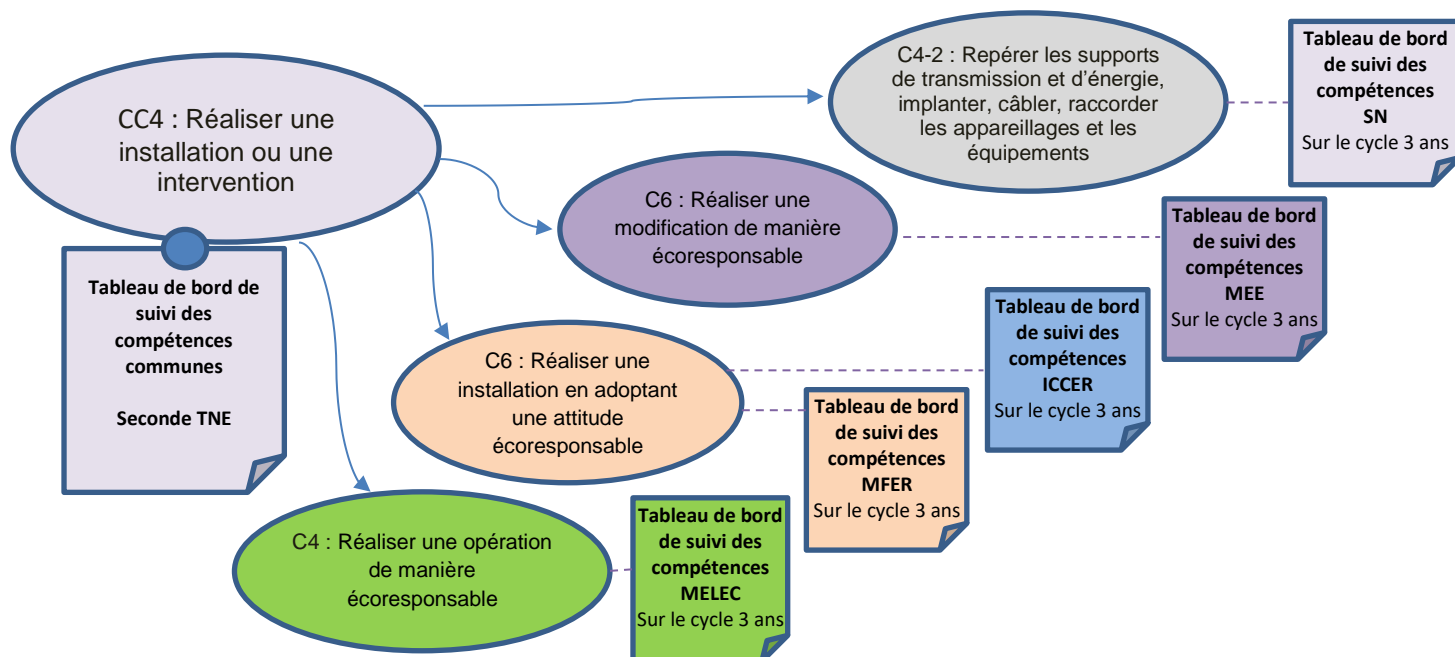 CC4 : Réaliser une
installation ou une
intervention
Tableau de bord de
suivi des
compétences
communes
Seconde TNE
C4-2 : Repérer les supports
de transmission et d’énergie,
implanter, câbler, raccorder
les appareillages et les
équipements
Tableau de bord
de suivi des
compétences
SN
Sur le cycle 3 ans
C6 : Réaliser une
modification de manière
écoresponsable
Tableau de bord
de suivi des
compétences
MEE
Sur le cycle 3 ans
C6 : Réaliser une
installation en adoptant
une attitude
écoresponsable
Tableau de bord
de suivi des
compétences
ICCER
Sur le cycle 3 ans
Tableau de bord
de suivi des
compétences
MFER
Sur le cycle 3 ans
C4 : Réaliser une opération
de manière
écoresponsable
Tableau de bord
de suivi des
compétences
MELEC
Sur le cycle 3 ans